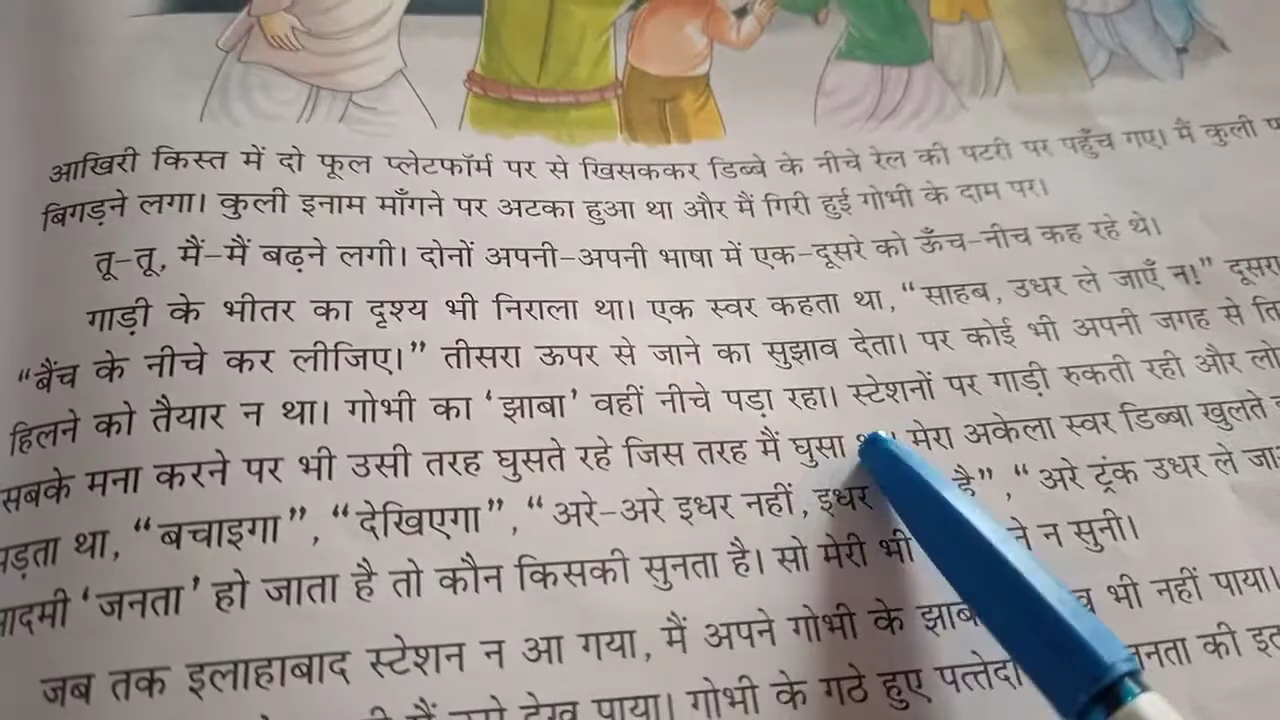 आखिरी किस्त में दो फूल प्लेटफॉर्म पर से खिसककर डिब्बे के नीचे रेल की पटरी पर पहुँच गए। मैं कुली
बिगड़ने लगा। कुली इनाम माँगने पर अटका हुआ था और मैं गिरी हुई गोभी के दाम पर।
तू-तू, मैं-मैं बढ़ने लगी। दोनों अपनी-अपनी भाषा में एक-दूसरे को ऊँच-नीच कह रहे थे।
गाड़ी के भीतर का दृश्य भी निराला था। एक स्वर कहता था, “साहब, उधर ले जाएँ न!” दूसरा
“बैंच के नीचे कर लीजिए।” तीसरा ऊपर से जाने का सुझाव देता। पर कोई भी अपनी जगह से
हिलने को तैयार न था। गोभी का ‘झाबा’ वहीं नीचे पड़ा रहा। स्टेशनों पर गाड़ी रुकती रही और
सबके मना करने पर भी उसी तरह घुसते रहे जिस तरह मैं घुसा मेरा अकेला स्वर डिब्बा खुलते
था, “बचाइगा”, “देखिएगा”, “अरे-अरे इधर नहीं, इधर है”, “अरे ट्रंक उधर ले
‘जनता’ हो जाता है तो कौन किसकी सुनता है। सो मेरी भी न सुनी।
जब तक इलाहाबाद स्टेशन न आ गया, मैं अपने गोभी के भी नहीं पाया।
पाया। गोभी के गठे हुए की